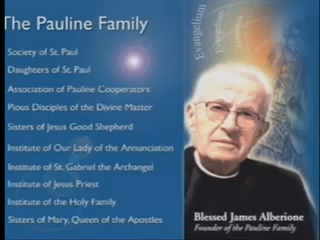 The Pauline Family
Society of St. Paul
Daughters of St. Paul
Association of Pauline Cooperators
Pious Disciples of the Divine Master
Sisters of Jesus Good Shepherd
Institute of Our Lady of the Annunciation
Institute of St. Gabriel the Archangel
Institute of Jesus Priest
Institute of the Holy Family
Sisters of Mary, Queen of the Apostles
Blessed James Alberione
Founder of the Pauline Family